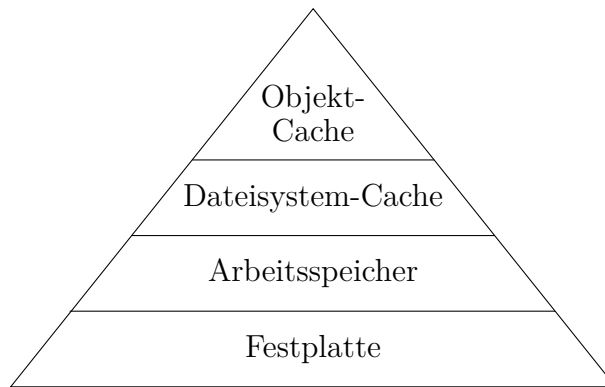 Objekt-
Cache
Dateisystem-Cache
Arbeitsspeicher
Festplatte